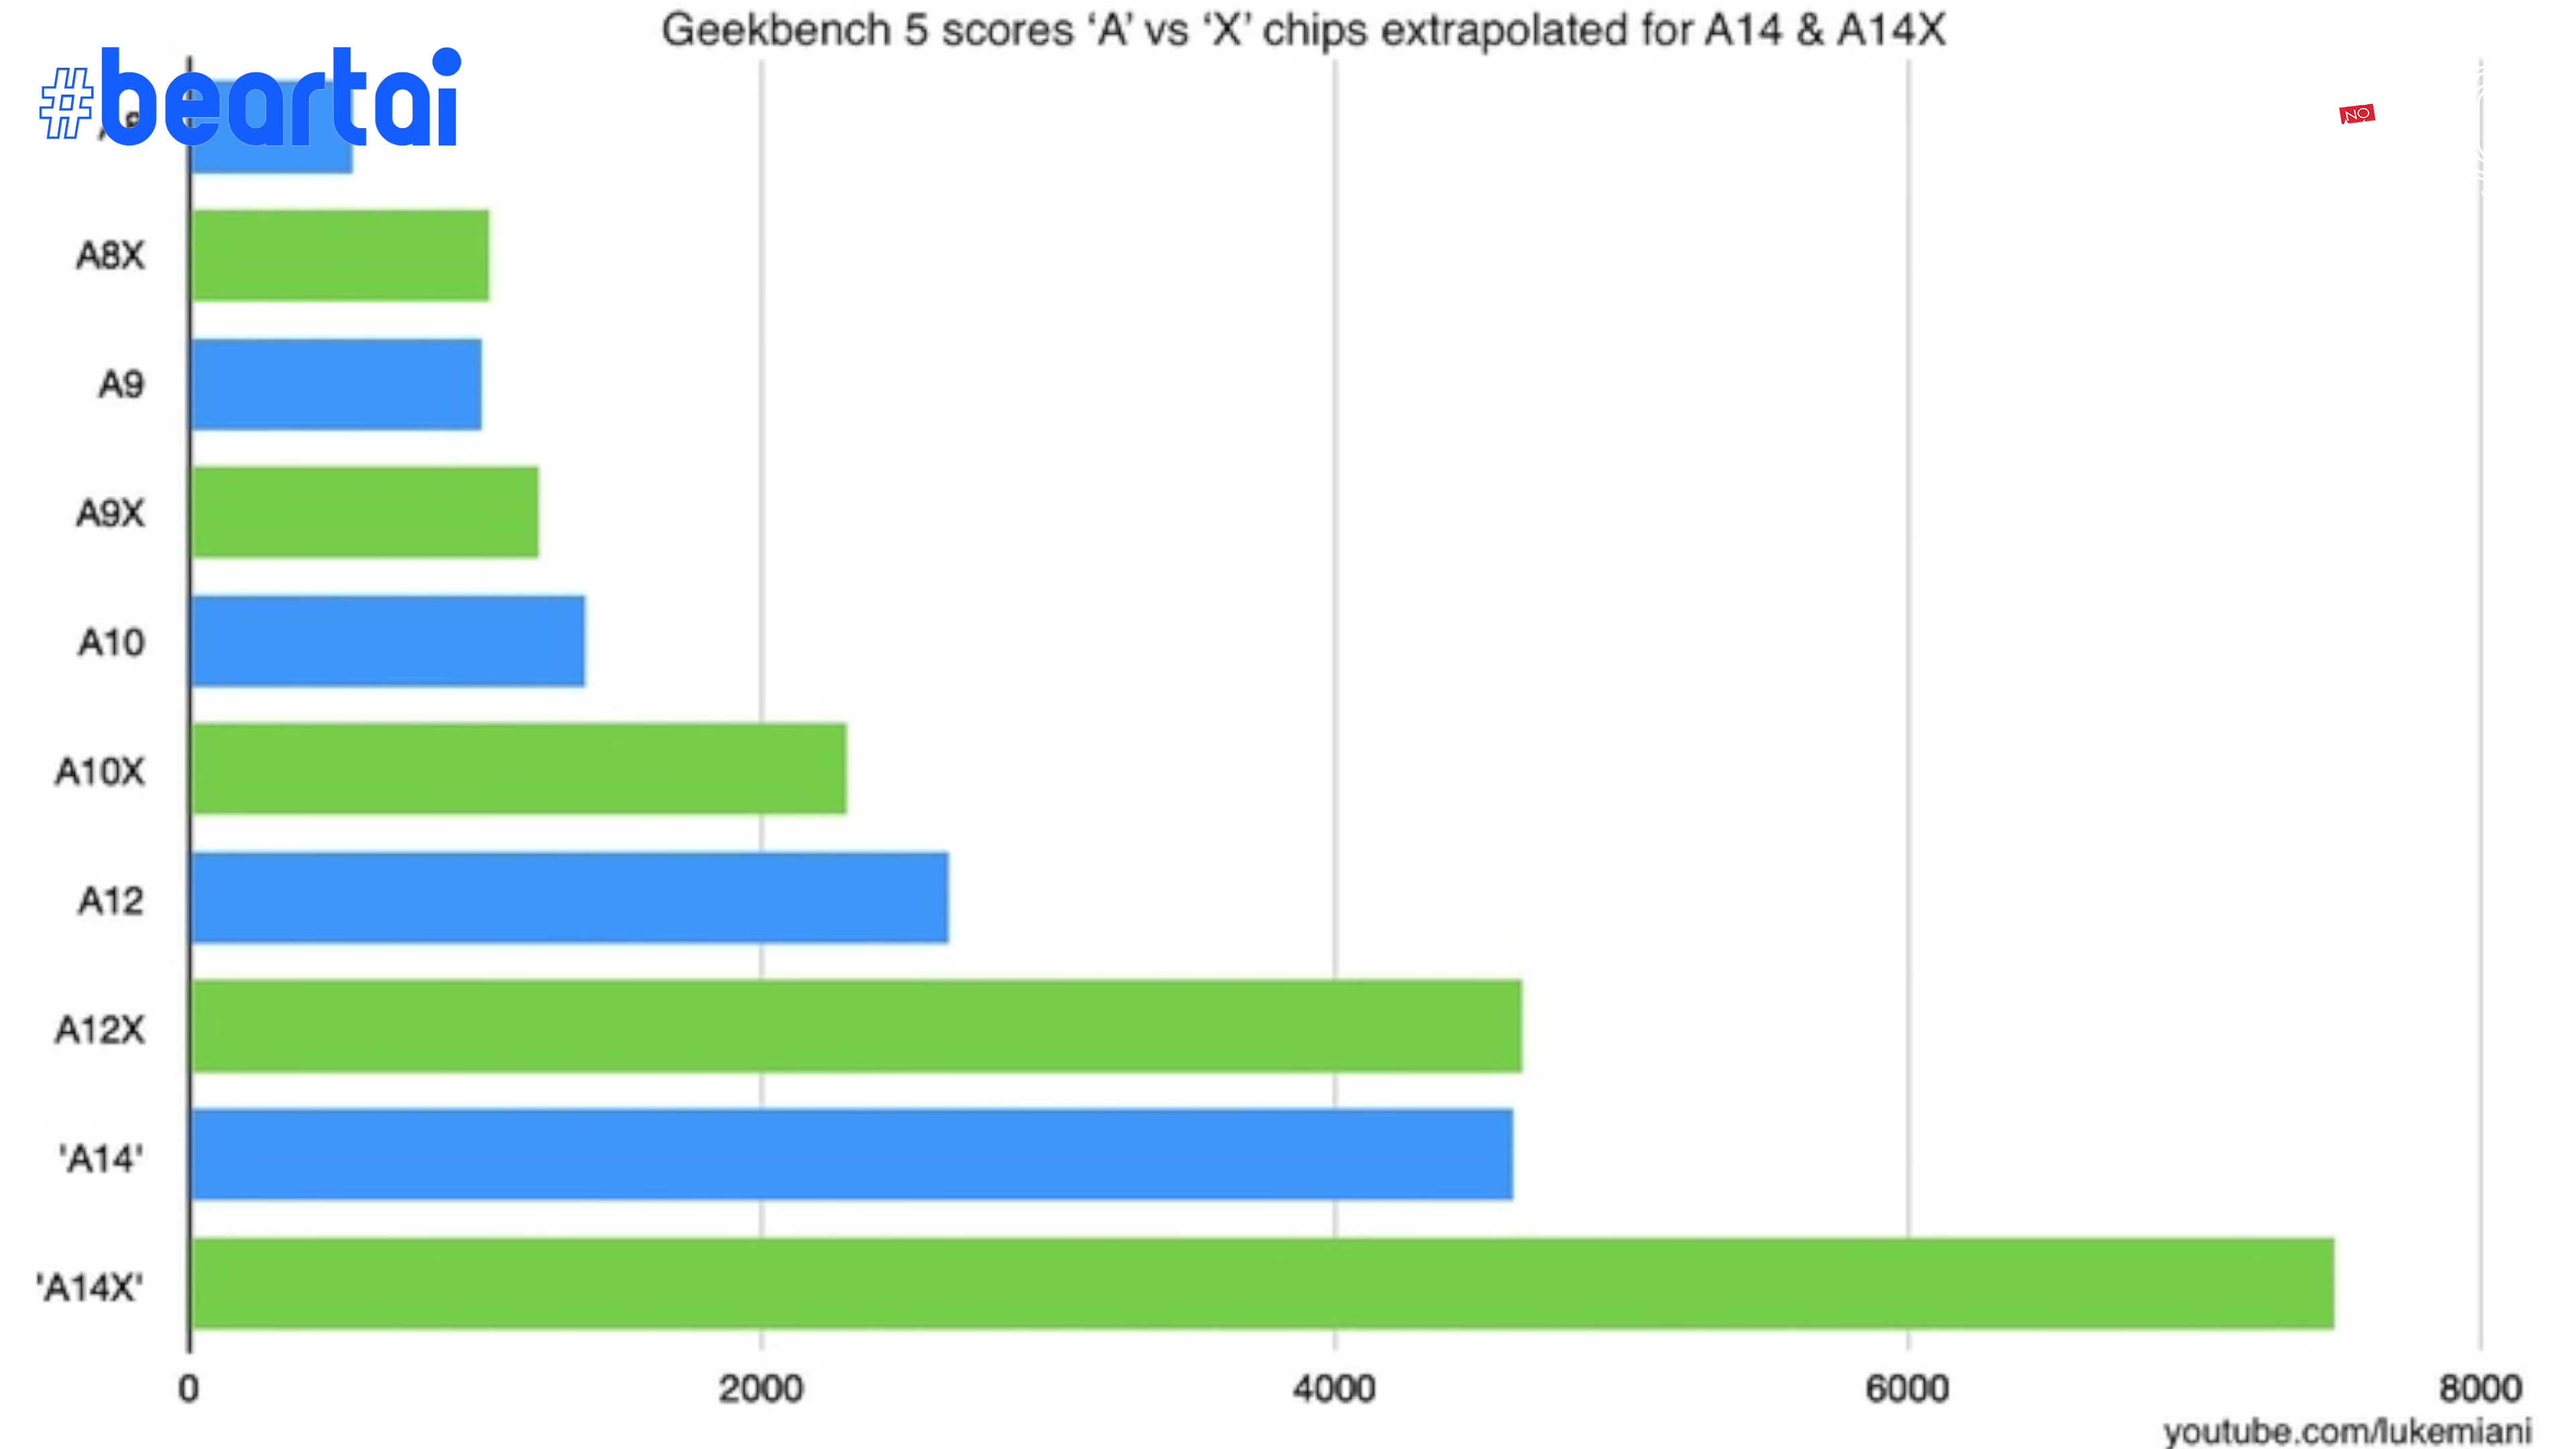 Geekbench 5 scores ‘A’ vs ‘X’ chips extrapolated for A14 & A14X
#beartai
NO
A8X
A9
A9X
A10
A10X
A12
A12X
'A14'
'A14X'
0 2000 4000 6000 8000
youtube.com/lukemiani